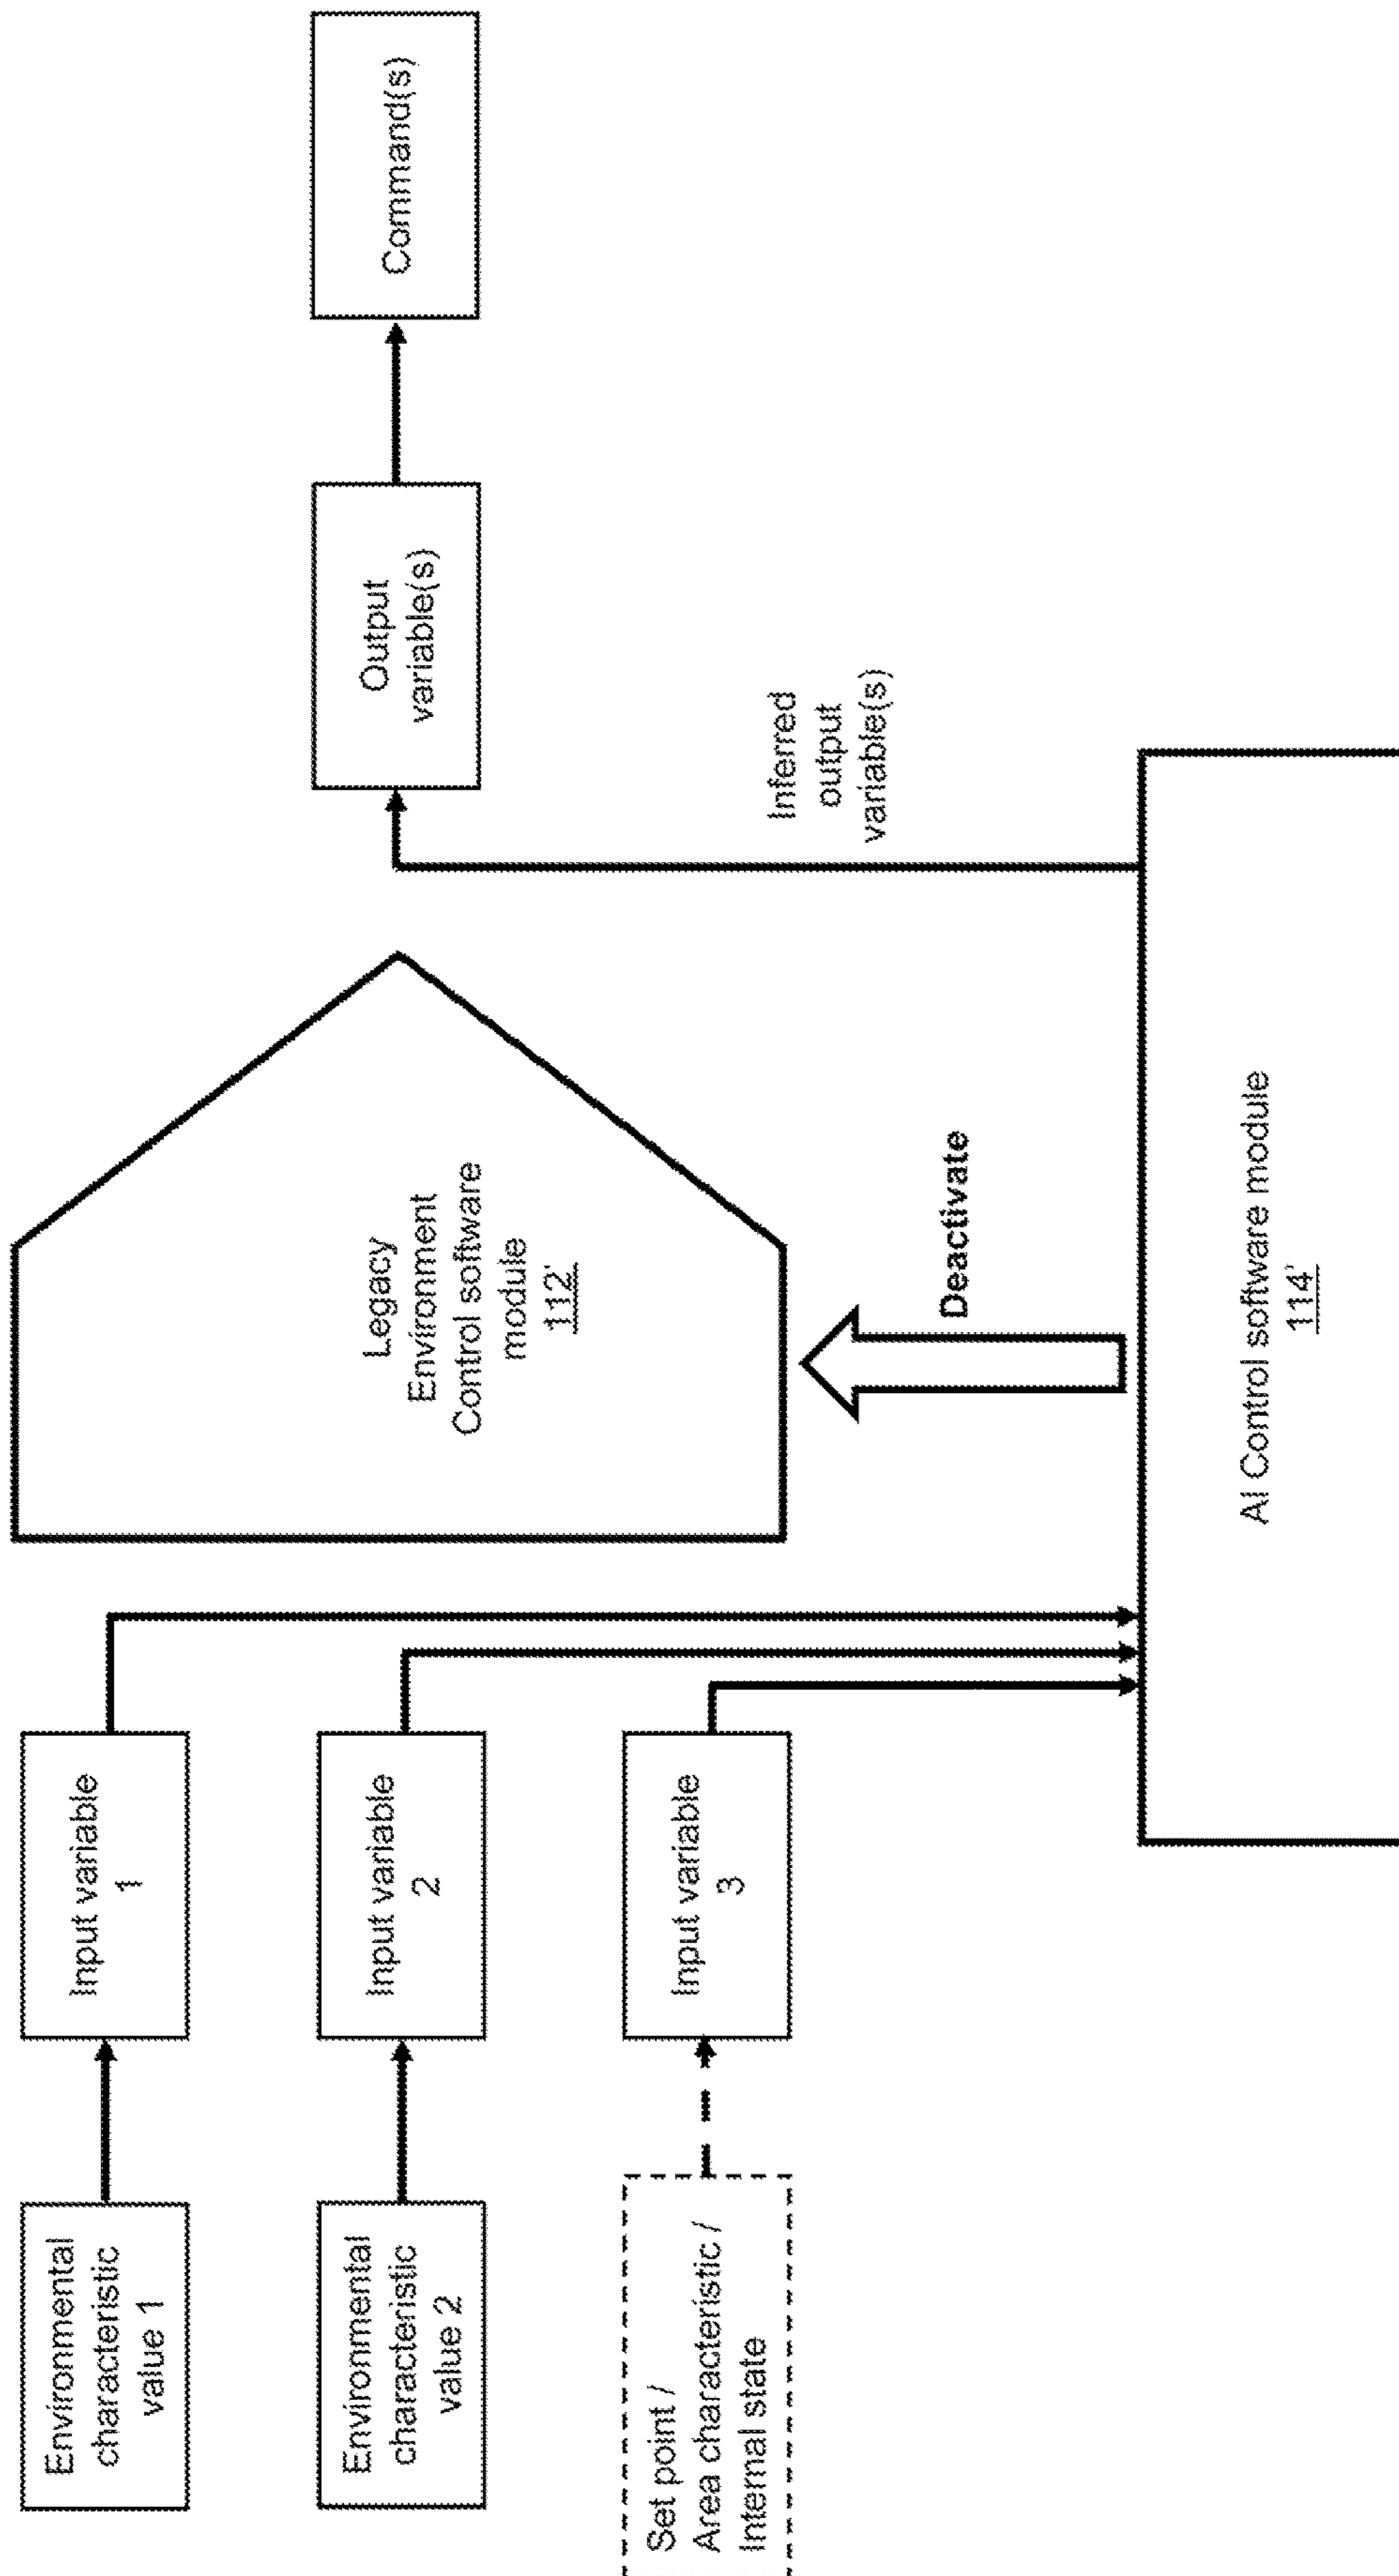 Environmental
characteristic
value 1
Input variable
1
Environmental
characteristic
value 2
Input variable
2
Set point /
Area characteristic /
Internal state
Input variable
3
Legacy
Environment
Control software
module
112'
Output
variable(s)
Command(s)
Deactivate
Inferred
output
variable(s)
AI Control software module
114'